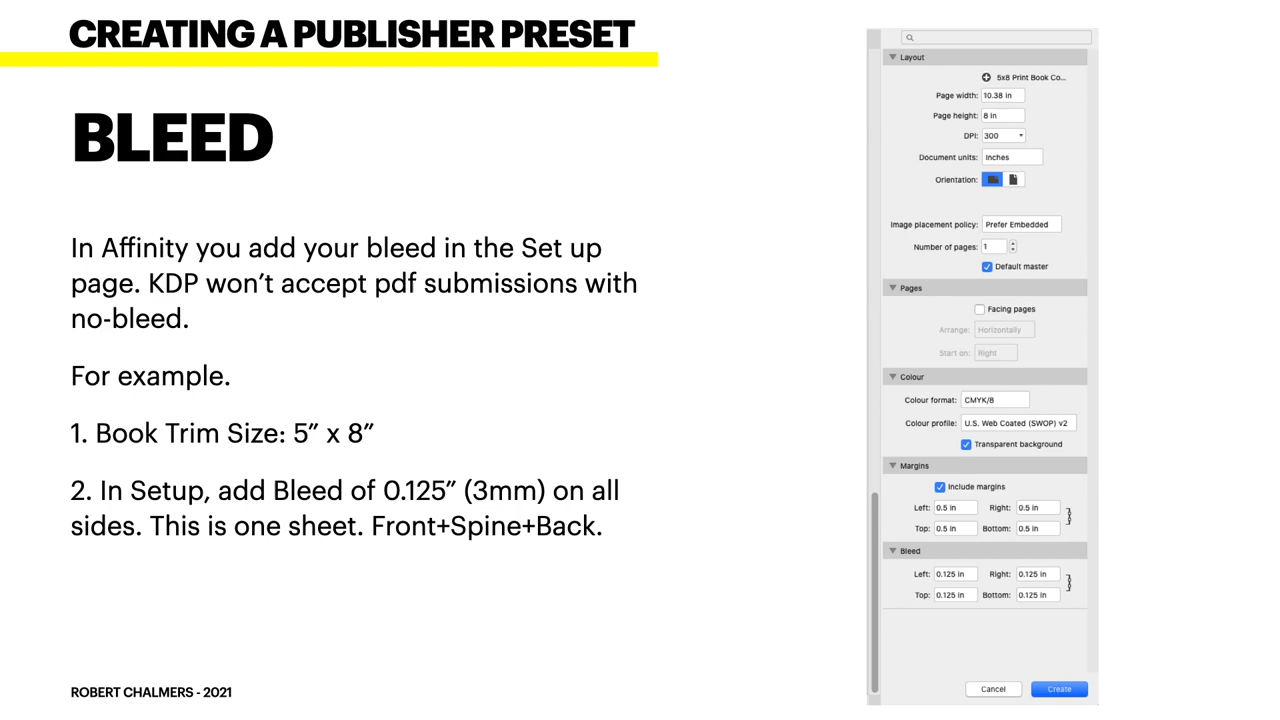 CREATING A PUBLISHER PRESET
BLEED
In Affinity you add your bleed in the Set up
page. KDP won’t accept pdf submissions with
no-bleed.
For example.
1. Book Trim Size: 5” x 8”
2. In Setup, add Bleed of 0.125” (3mm) on all
sides. This is one sheet. Front+Spine+Back.
ROBERT CHALMERS - 2021
Layout
5x8 Print Book Co...
Page width: 10.38 in
Page height: 8 in
DPI: 300
Document units: Inches
Orientation:
Image placement policy: Prefer Embedded
Number of pages: 1
Default master
Pages
Facing pages
Arrange: Horizontally
Start on: Right
Colour
Colour format: CMYK/8
Colour profile: U.S. Web Coated (SWOP) v2
Transparent background
Margins
Include margins
Left: 0.5 in Right: 0.5 in
Top: 0.5 in Bottom: 0.5 in
Bleed
Left: 0.125 in Right: 0.125 in
Top: 0.125 in Bottom: 0.125 in
Cancel Create